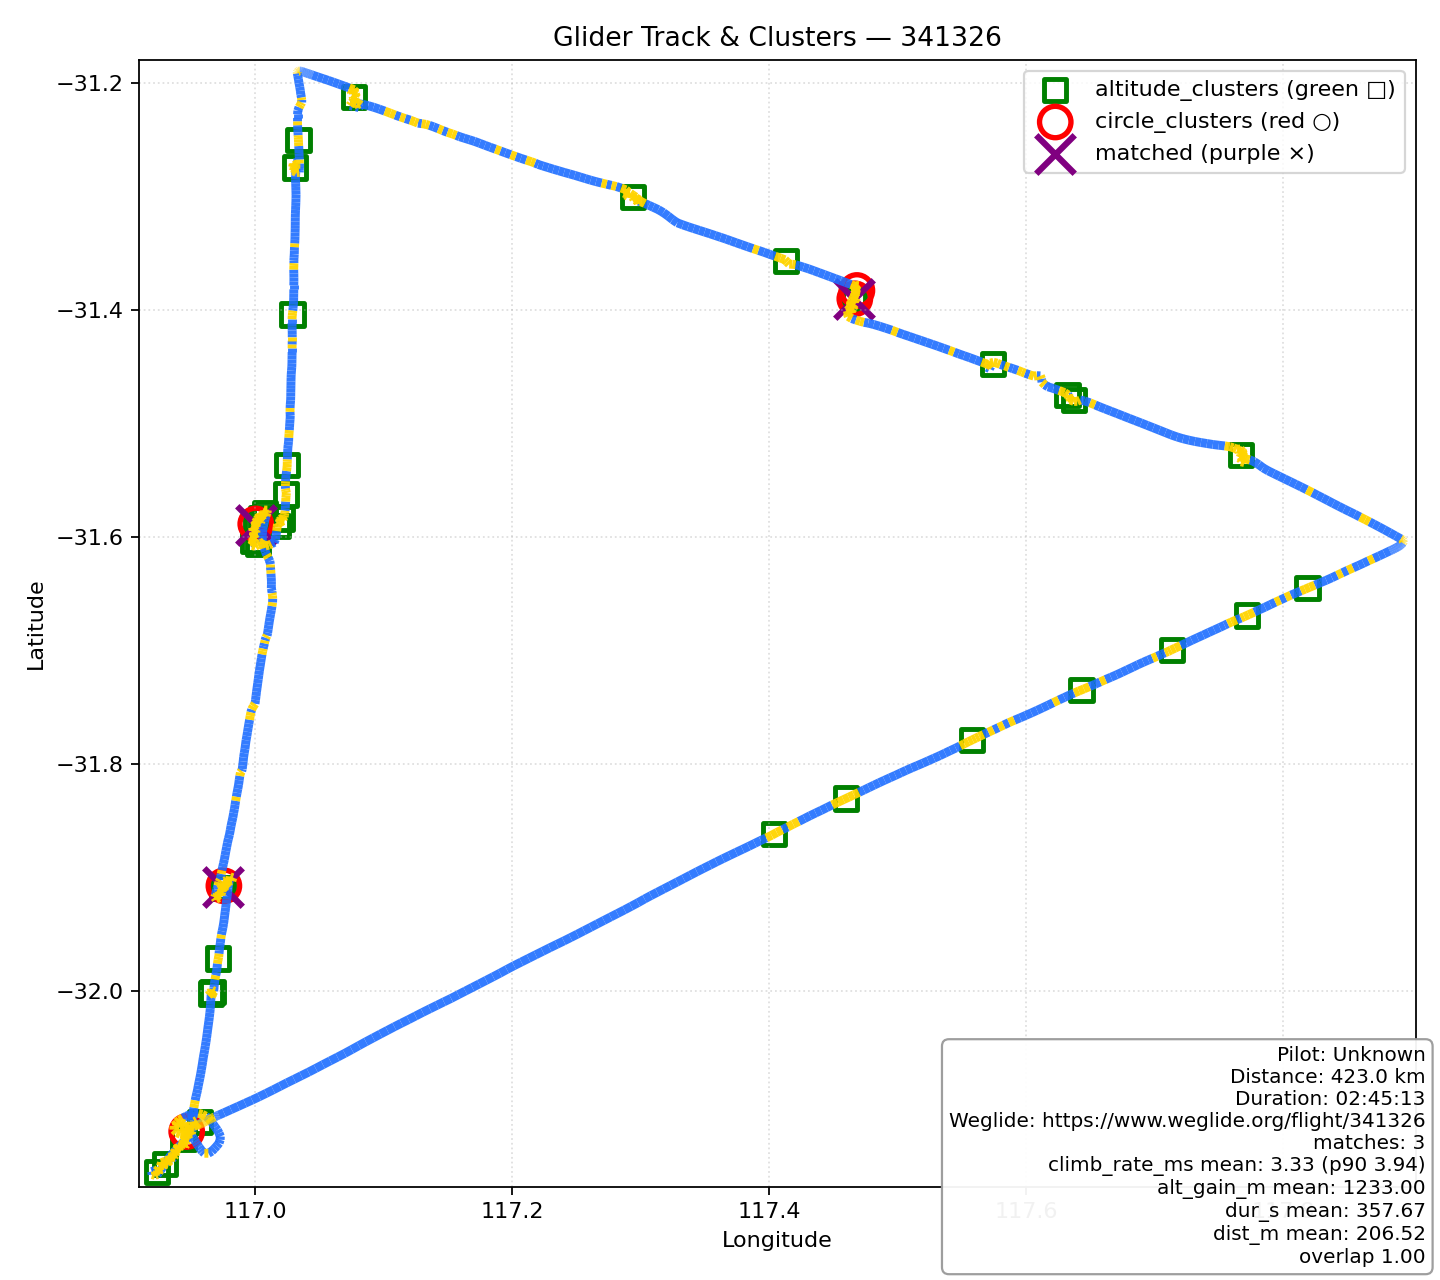 Glider Track & Clusters — 341326
altitude_clusters (green □)
circle_clusters (red ○)
matched (purple ×)
Latitude
−31.2
−31.4
−31.6
−31.8
−32.0
117.0
117.2
117.4
117.6
Longitude
Pilot: Unknown
Distance: 423.0 km
Duration: 02:45:13
Weglide: https://www.weglide.org/flight/341326
matches: 3
climb_rate_ms mean: 3.33 (p90 3.94)
alt_gain_m mean: 1233.00
dur_s mean: 357.67
dist_m mean: 206.52
overlap 1.00